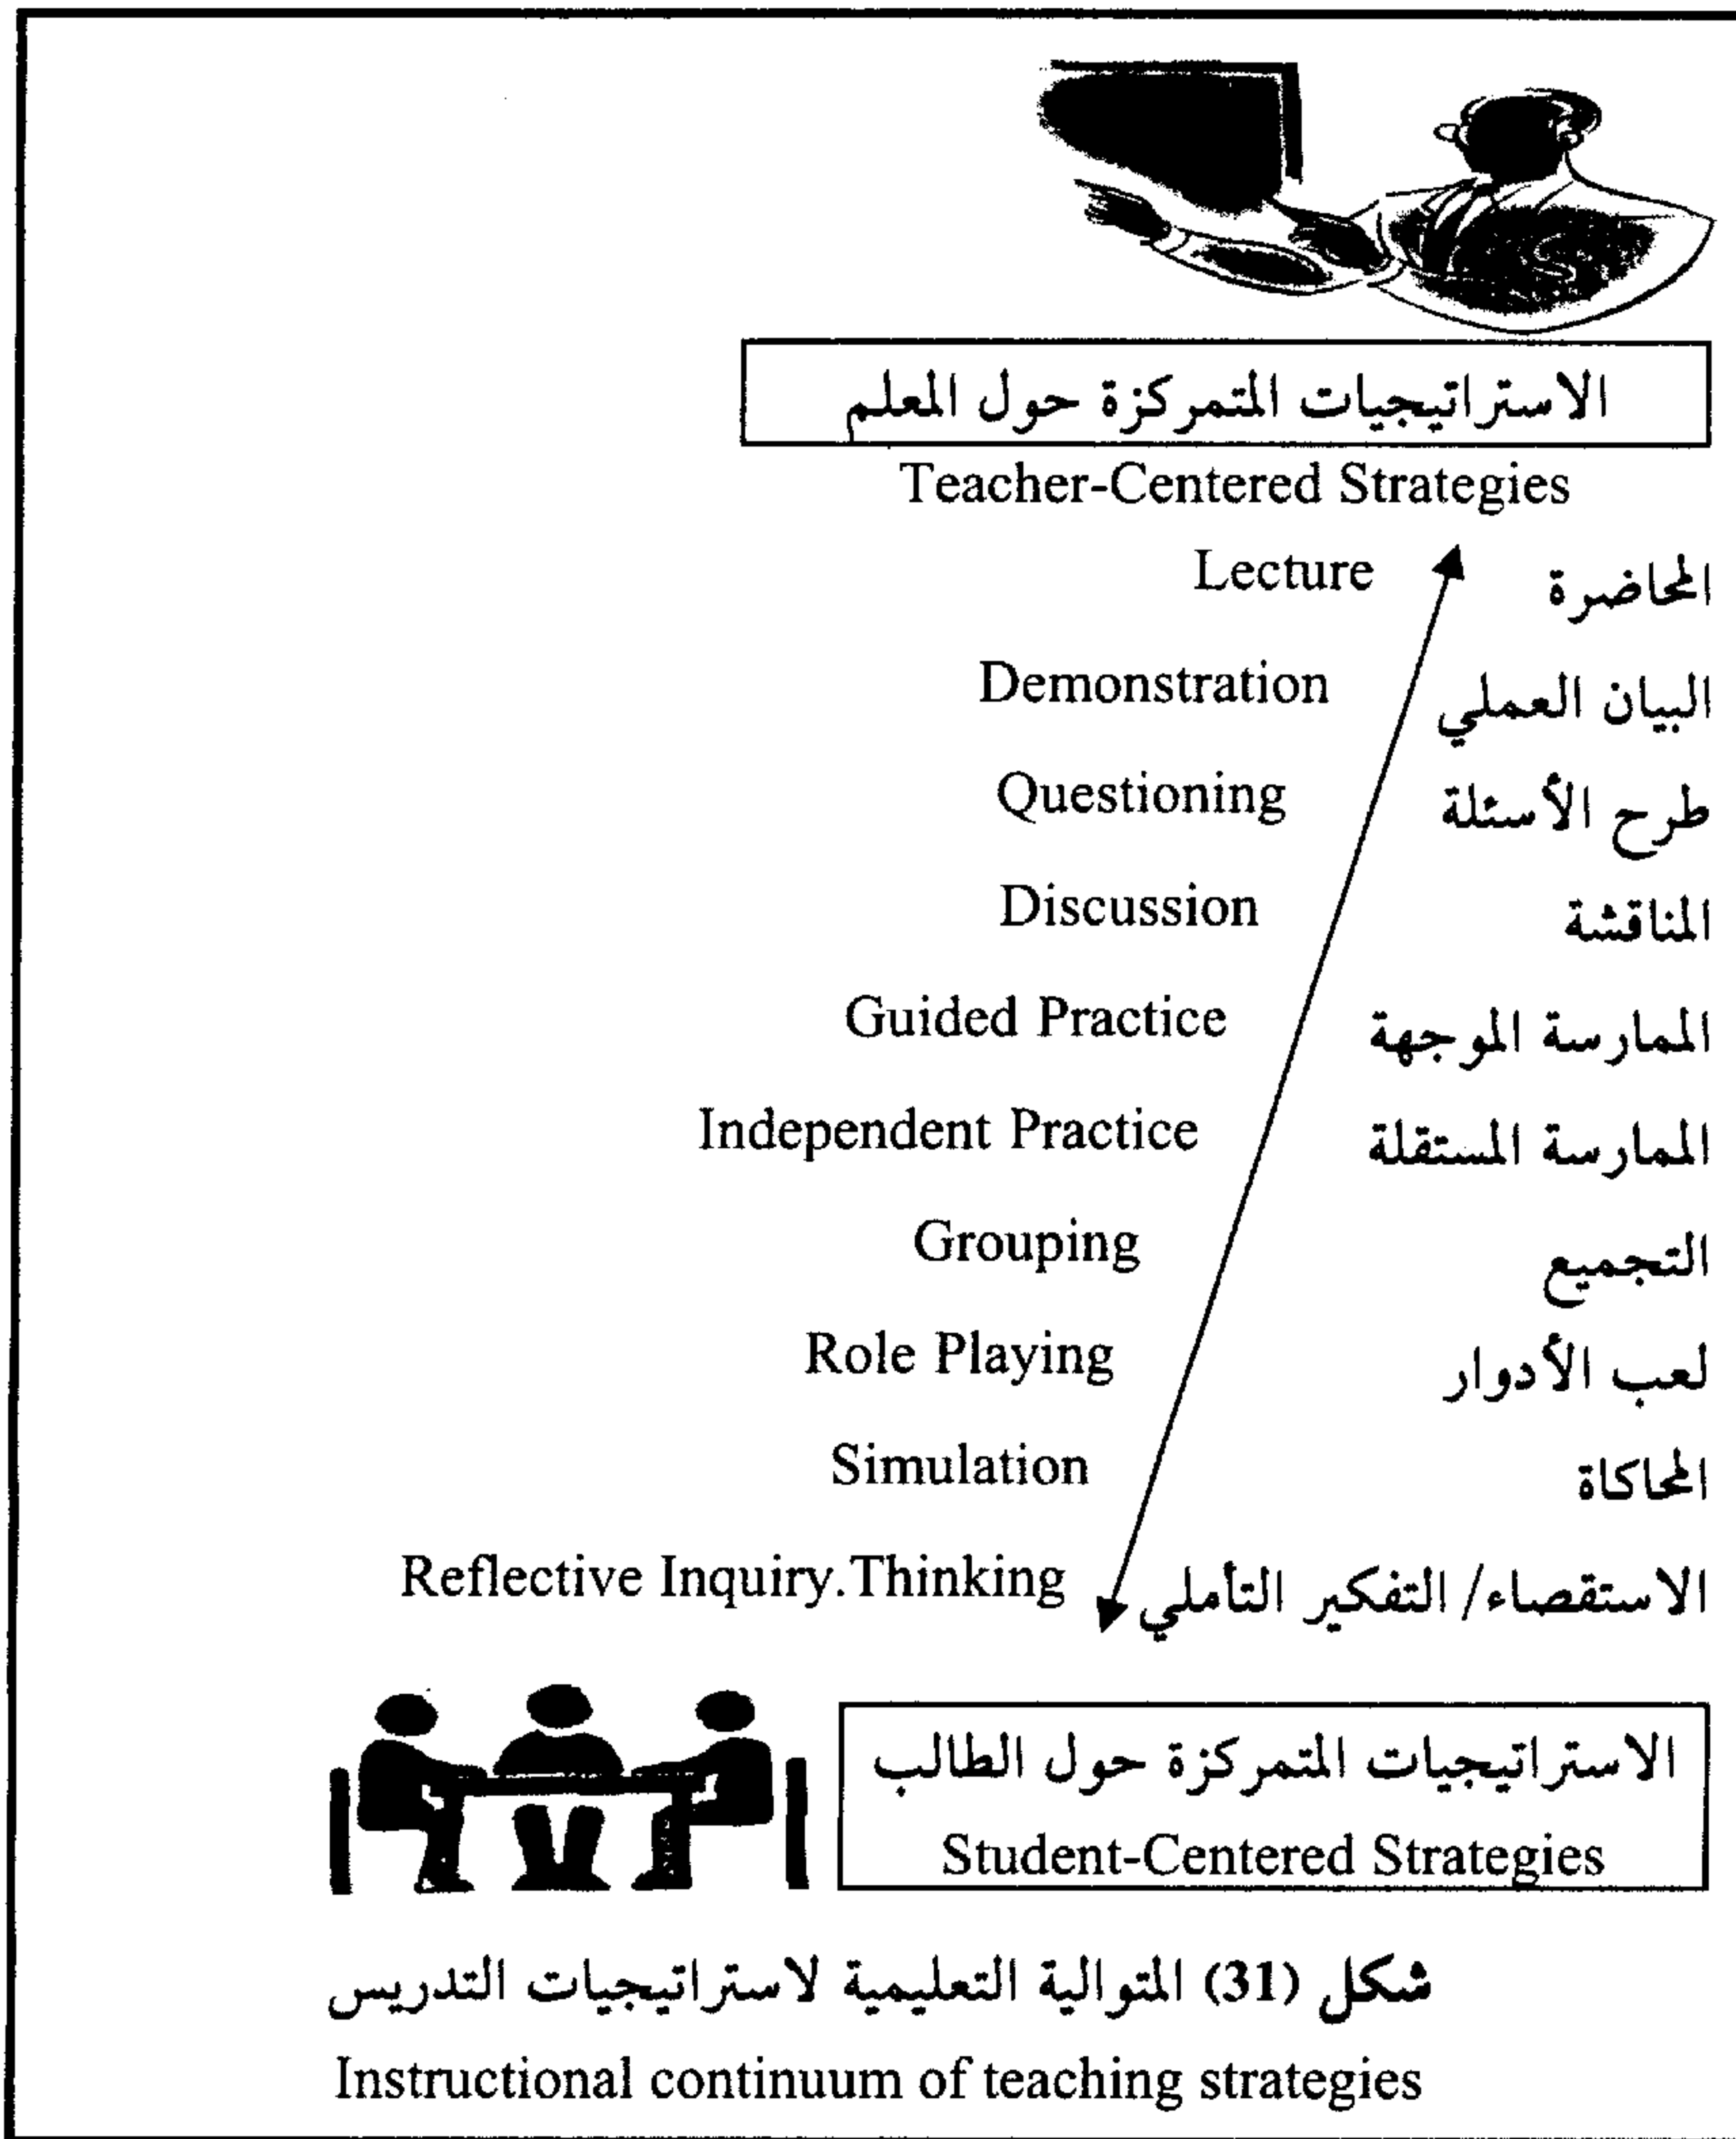 الاستراتيجيات المتمركزة حول المعلم
Teacher-Centered Strategies
المحاضرة Lecture
البيان العملي Demonstration
طرح الأسئلة Questioning
المناقشة Discussion
الممارسة الموجهة Guided Practice
الممارسة المستقلة Independent Practice
التجميع Grouping
لعب الأدوار Role Playing
المحاكاة Simulation
الاستقصاء/ التفكير التأملي Reflective Inquiry.Thinking
الاستراتيجيات المتمركزة حول الطالب
Student-Centered Strategies
شكل (31) المتوالية التعليمية لاستراتيجيات التدريس
Instructional continuum of teaching strategies